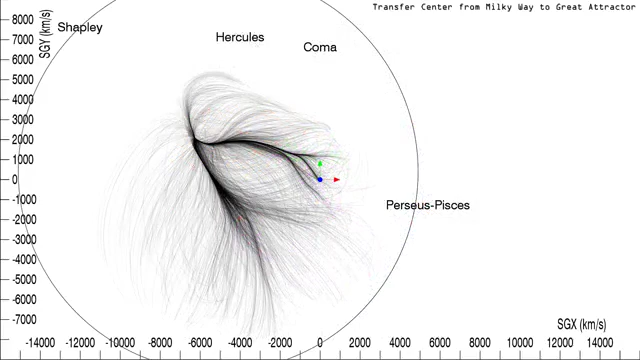 Transfer Center from Milky Way to Great Attractor
8000
Shapley
7000
Hercules
SGY (km/s)
Coma
6000
5000
4000
3000
2000
1000
0
-1000
Perseus-Pisces
-2000
-3000
-4000
-5000
-6000
-7000
SGX (km/s)
-14000 -12000 -10000 -8000 -6000 -4000 -2000 0 2000 4000 6000 8000 10000 12000 14000